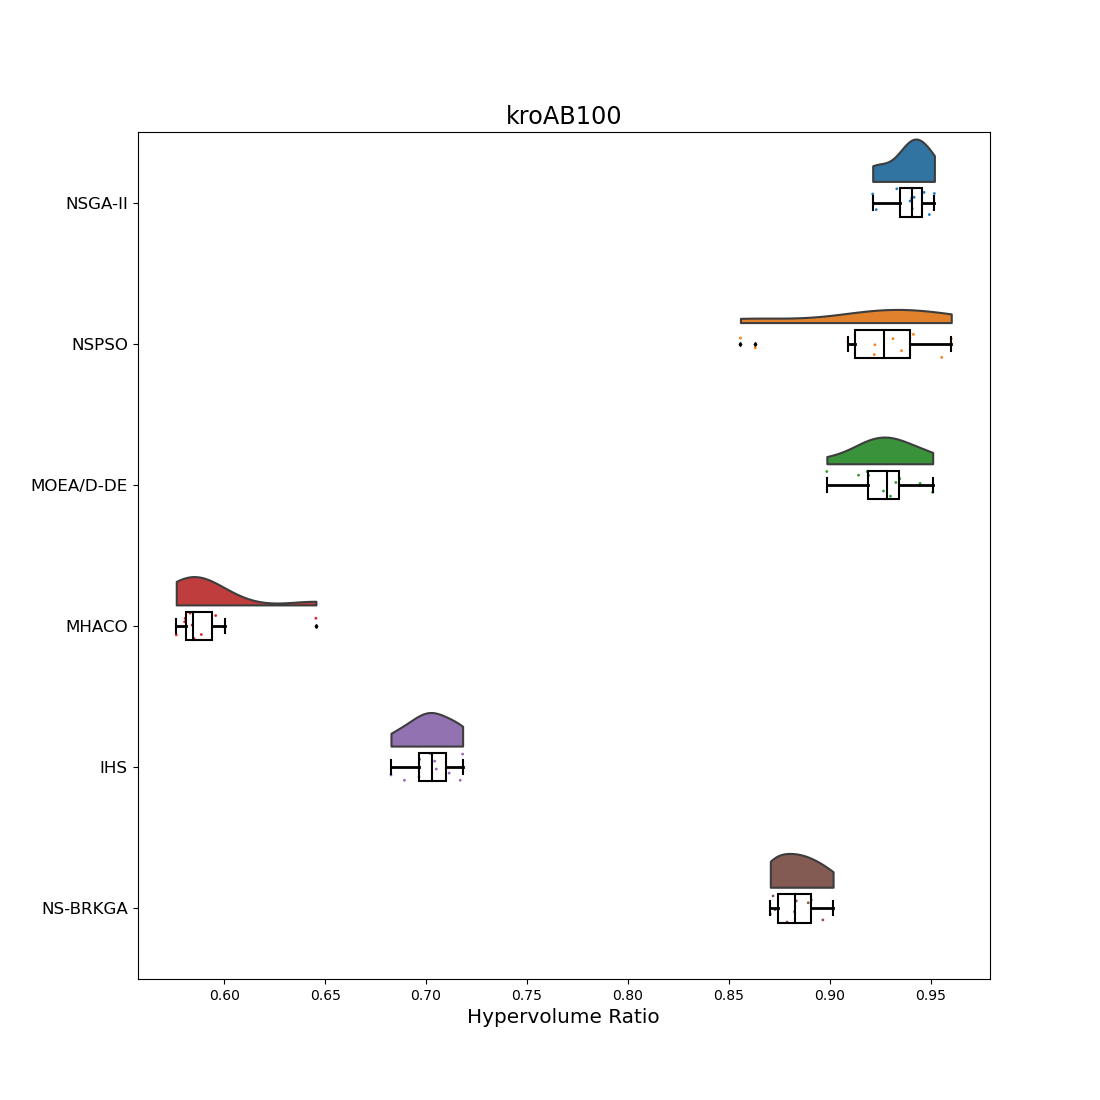 kroAB100
NSGA-II
NSPSO
MOEA/D-DE
MHACO
IHS
NS-BRKGA
0.60 0.65 0.70 0.75 0.80 0.85 0.90 0.95
Hypervolume Ratio